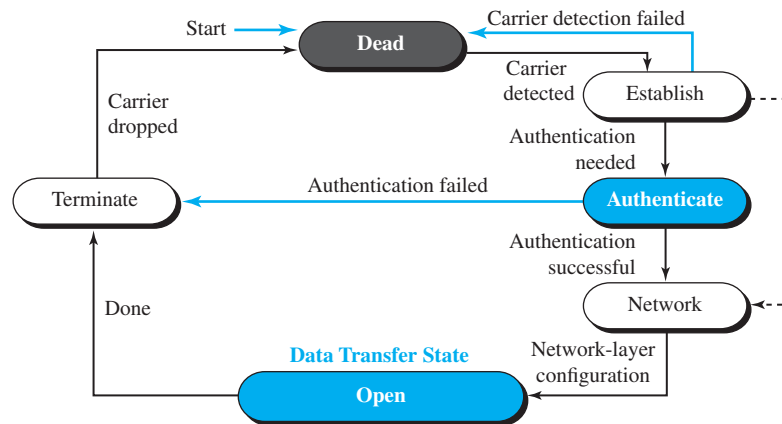 Start
Carrier detection failed
Dead
Carrier
detected
Establish
Carrier
dropped
Authentication
needed
Terminate
Authentication failed
Authenticate
Authentication
successful
Network
Done
Data Transfer State
Network-layer
configuration
Open